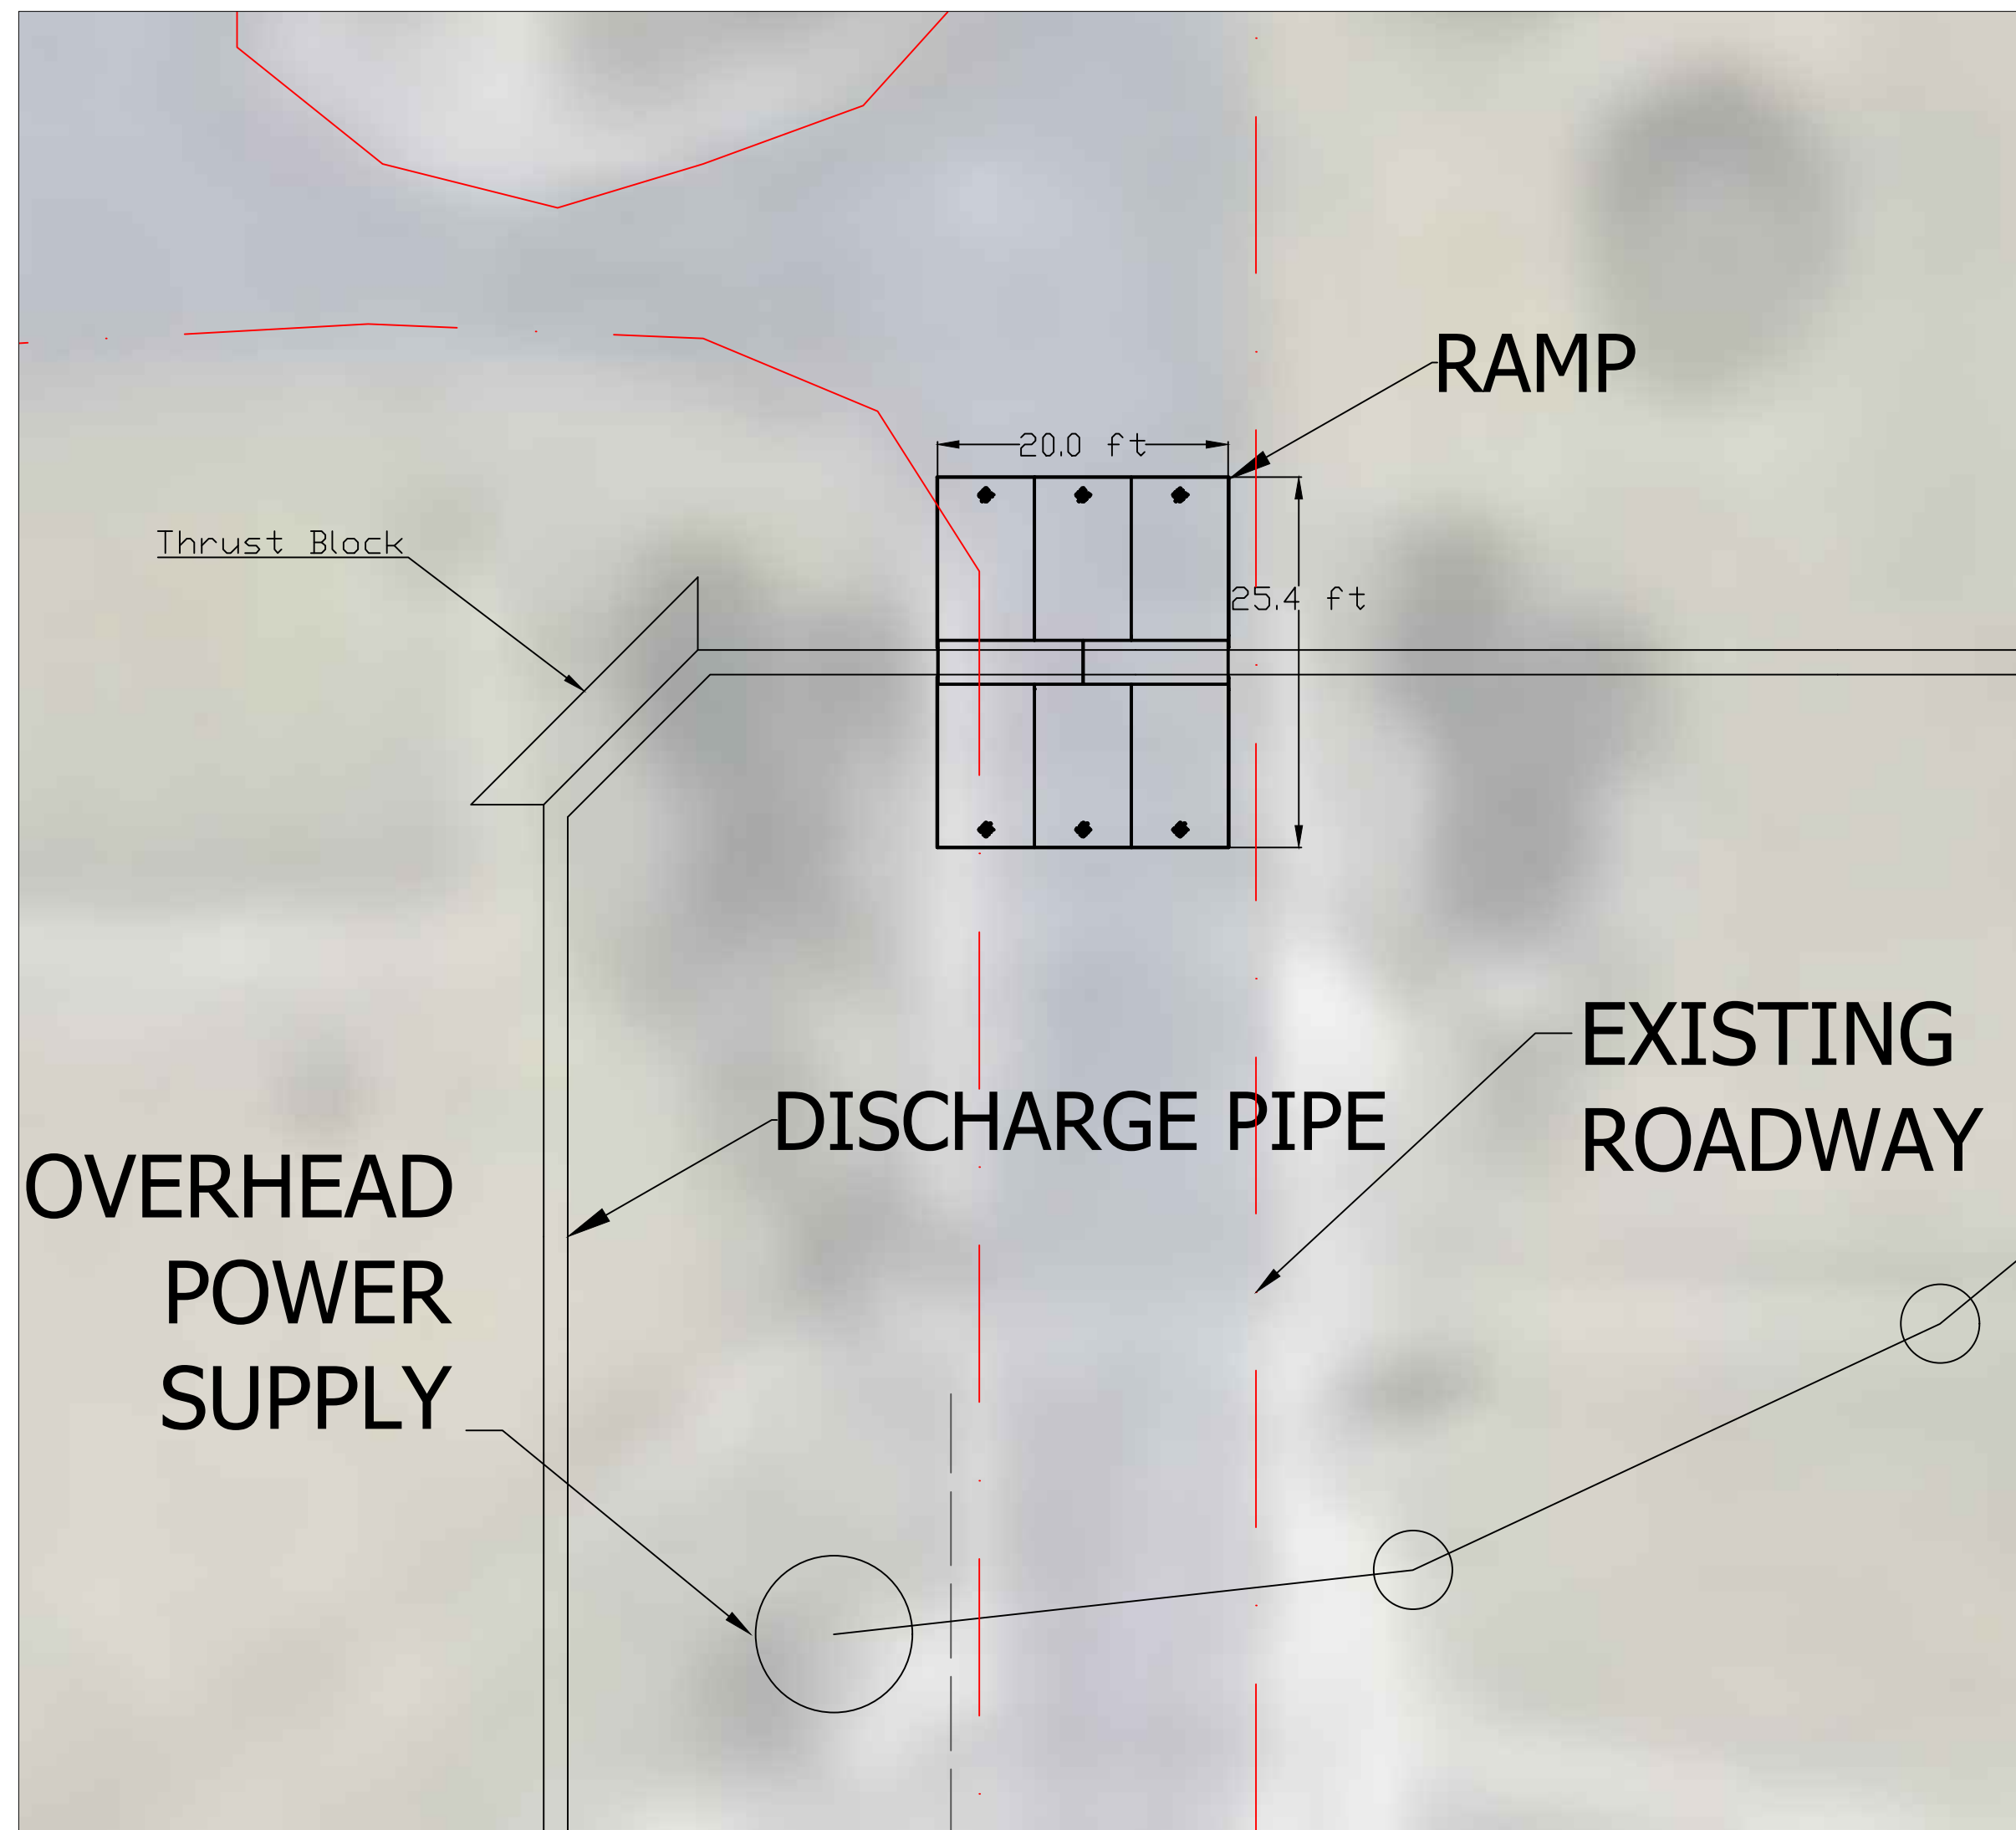 RAMP
20.0 ft
Thrust Block
25.4 ft
EXISTING
ROADWAY
DISCHARGE PIPE
OVERHEAD
POWER
SUPPLY